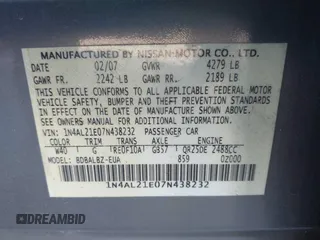 MANUFACTURED BY NISSAN MOTOR CO., LTD.
DATE 02/07 GVWR 4279 LB
GAWR FR. 2242 LB GAWR RR. 2189 LB
THIS VEHICLE CONFORMS TO ALL APPLICABLE
FEDERAL MOTOR VEHICLE SAFETY, BUMPER, AND
THEFT PREVENTION STANDARDS IN EFFECT ON THE
DATE OF MANUFACTURE SHOWN ABOVE. SEE
OWNERS MANUAL FOR ADDITIONAL
INFORMATION.
VIN: 1N4AL21E07N438232 PASSENGER CAR
COLOR TRIM TRANS AXLE ENGINE
K40 G RE0F10A GB57 QR25DE 2488CC
MODEL BDBALBZ-EUA 859 0Z000
1N4AL21E07N438232
DREAMBID